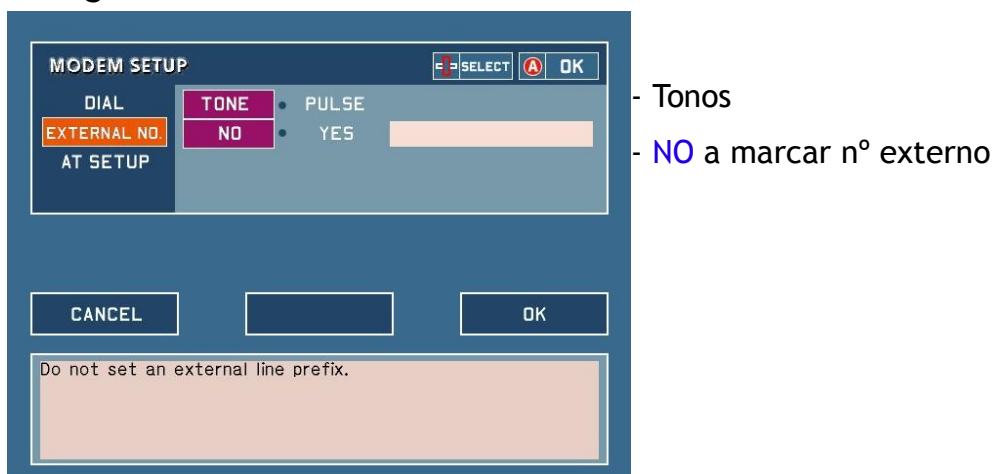 MODEM SETUP SELECT A OK
DIAL TONE • PULSE
EXTERNAL NO. NO • YES
AT SETUP
- Tonos
- NO a marcar nº externo
CANCEL OK
Do not set an external line prefix.